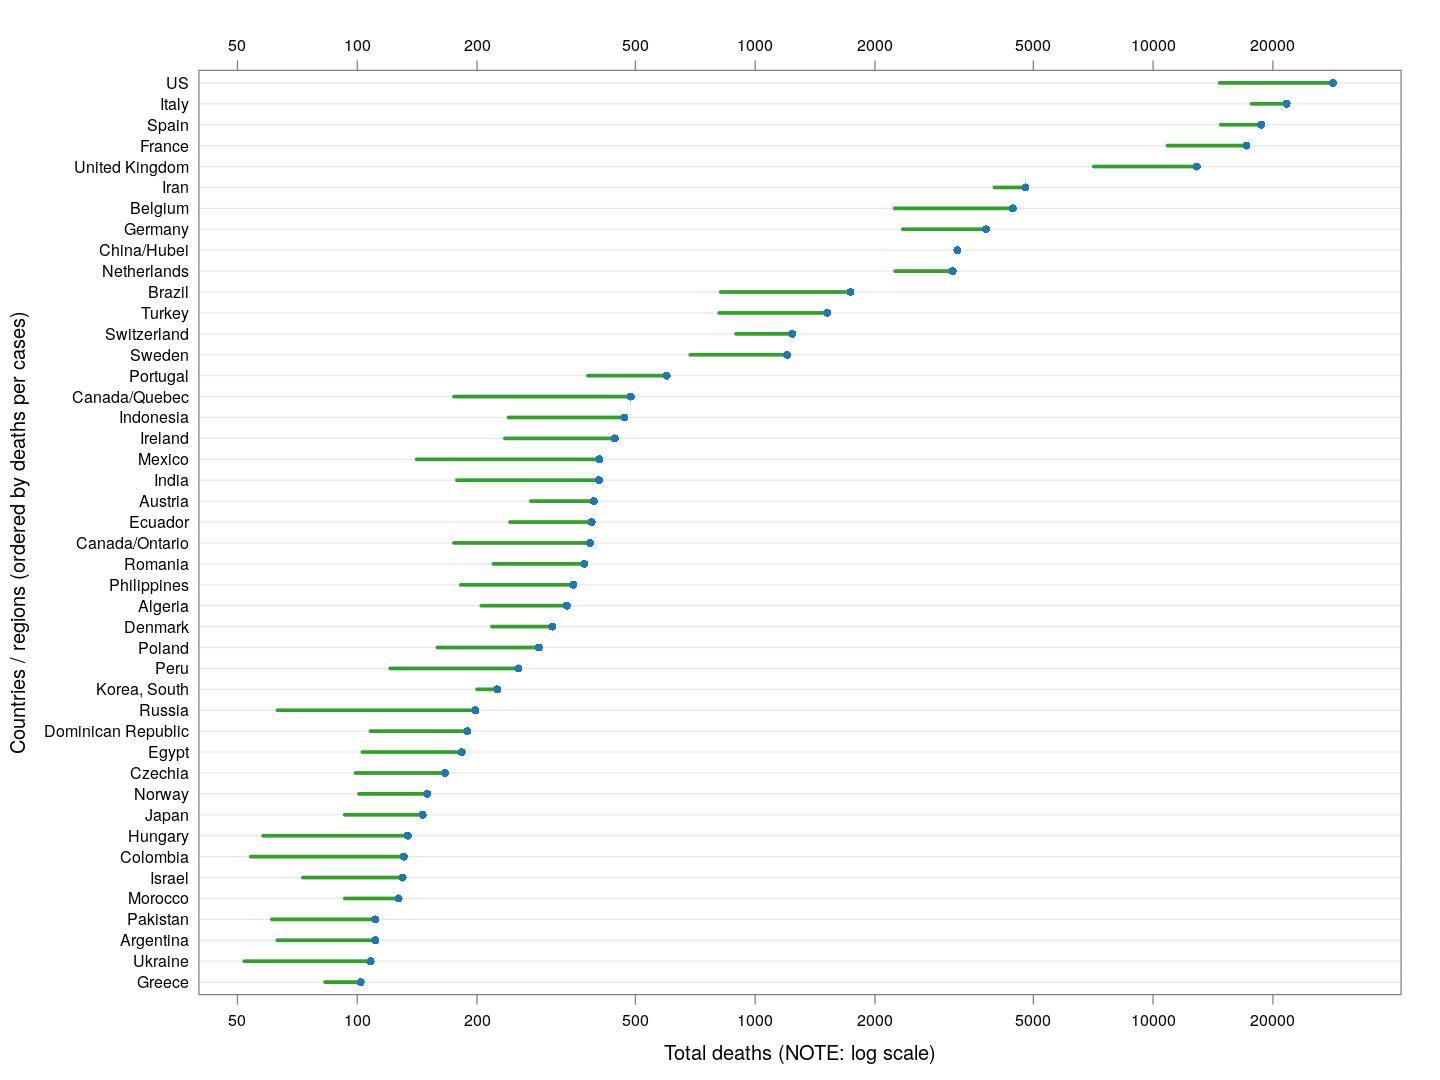 50 100 200 500 1000 2000 5000 10000 20000
Countries / regions (ordered by deaths per cases)
US
Italy
Spain
France
United Kingdom
Iran
Belgium
Germany
China/Hubei
Netherlands
Brazil
Turkey
Switzerland
Sweden
Portugal
Canada/Quebec
Indonesia
Ireland
Mexico
India
Austria
Ecuador
Canada/Ontario
Romania
Philippines
Algeria
Denmark
Poland
Peru
Korea, South
Russia
Dominican Republic
Egypt
Czechia
Norway
Japan
Hungary
Colombia
Israel
Morocco
Pakistan
Argentina
Ukraine
Greece
50 100 200 500 1000 2000 5000 10000 20000
Total deaths (NOTE: log scale)